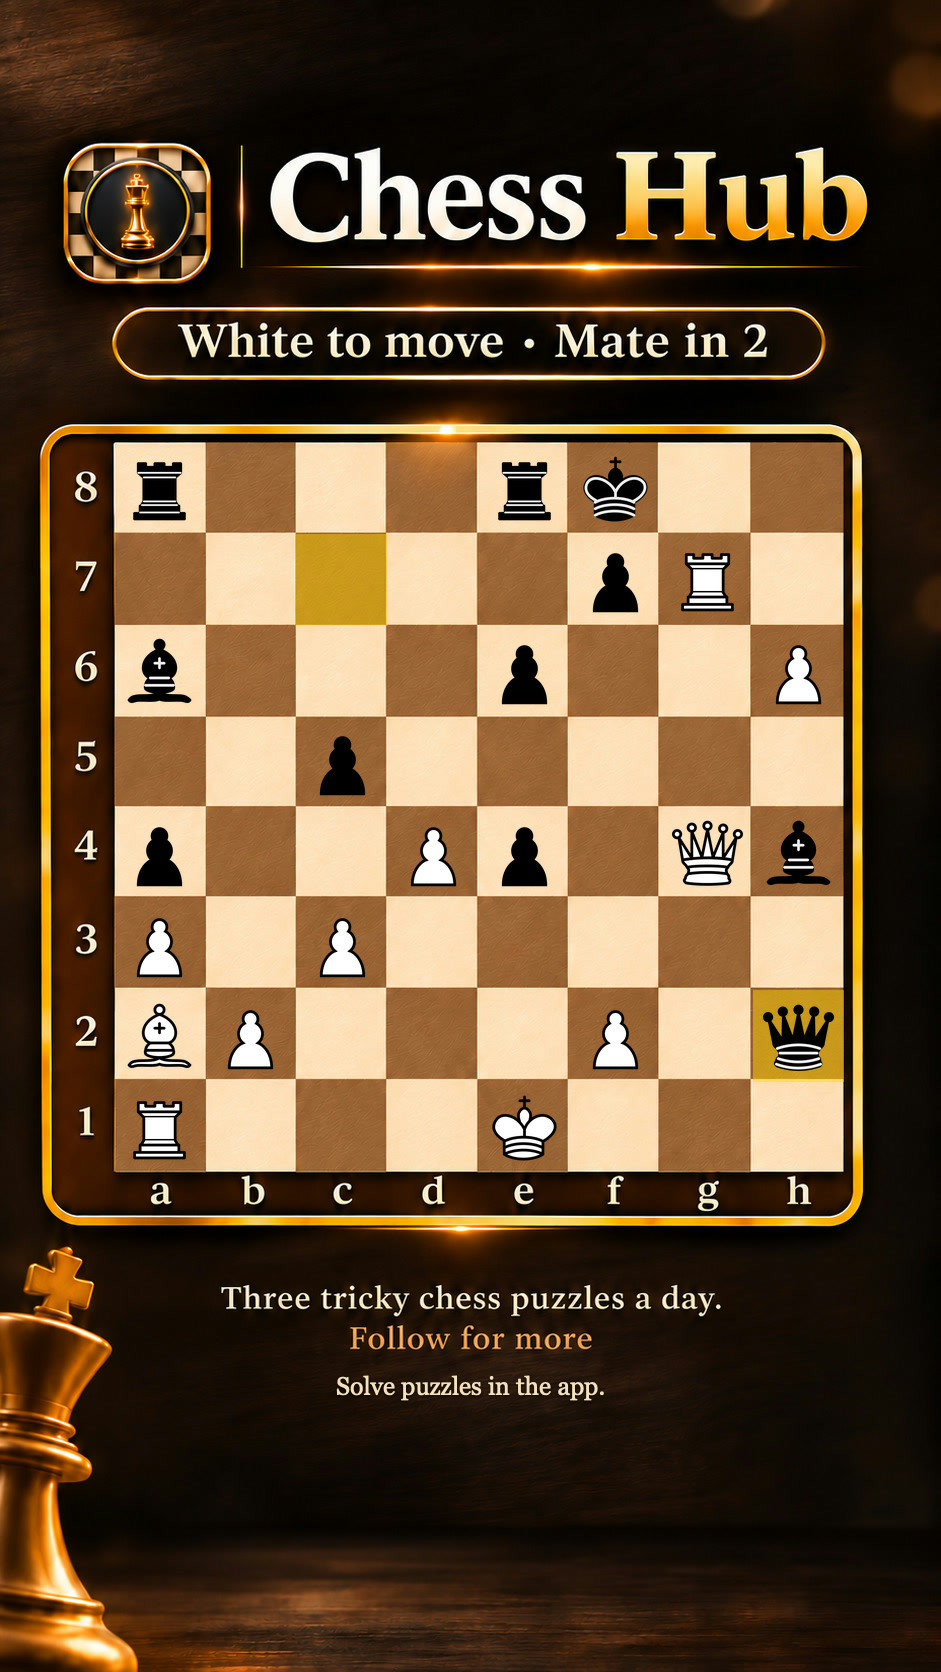 Chess Hub
White to move • Mate in 2
8
7
6
5
4
3
2
1
a b c d e f g h
Three tricky chess puzzles a day.
Follow for more
Solve puzzles in the app.